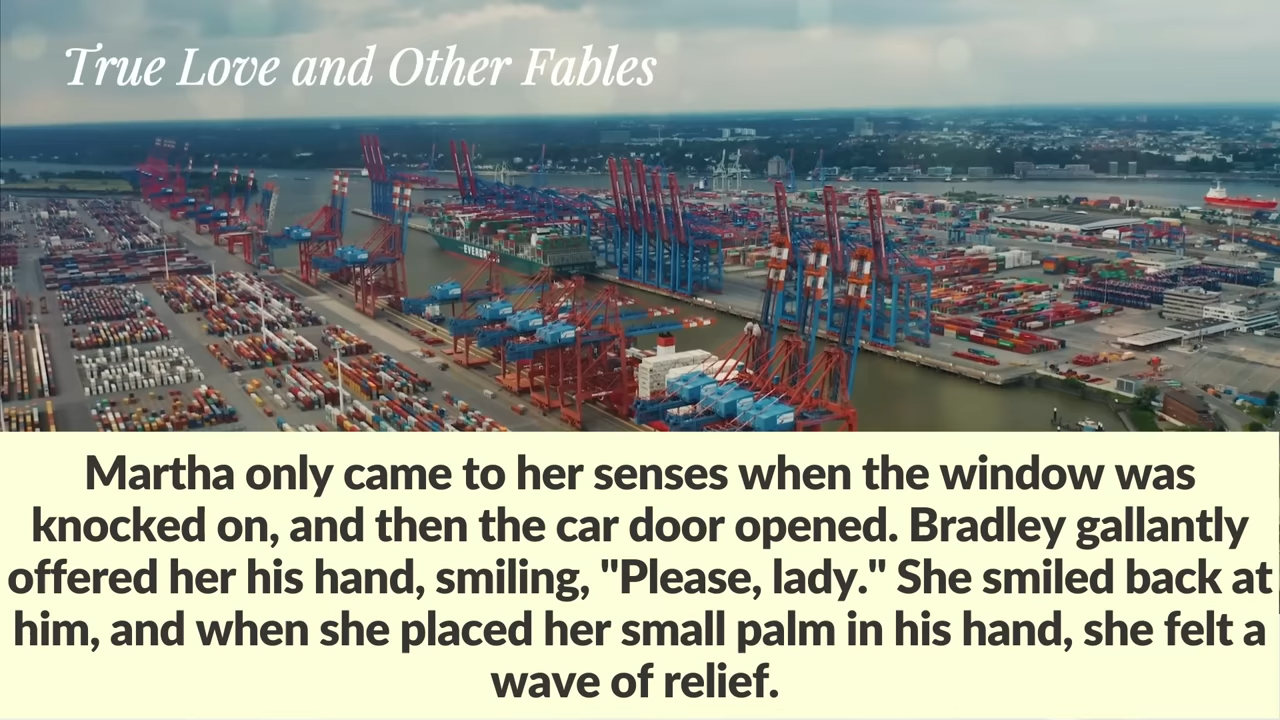 True Love and Other Fables
Martha only came to her senses when the window was
knocked on, and then the car door opened. Bradley gallantly
offered her his hand, smiling, "Please, lady." She smiled back at
him, and when she placed her small palm in his hand, she felt a
wave of relief.